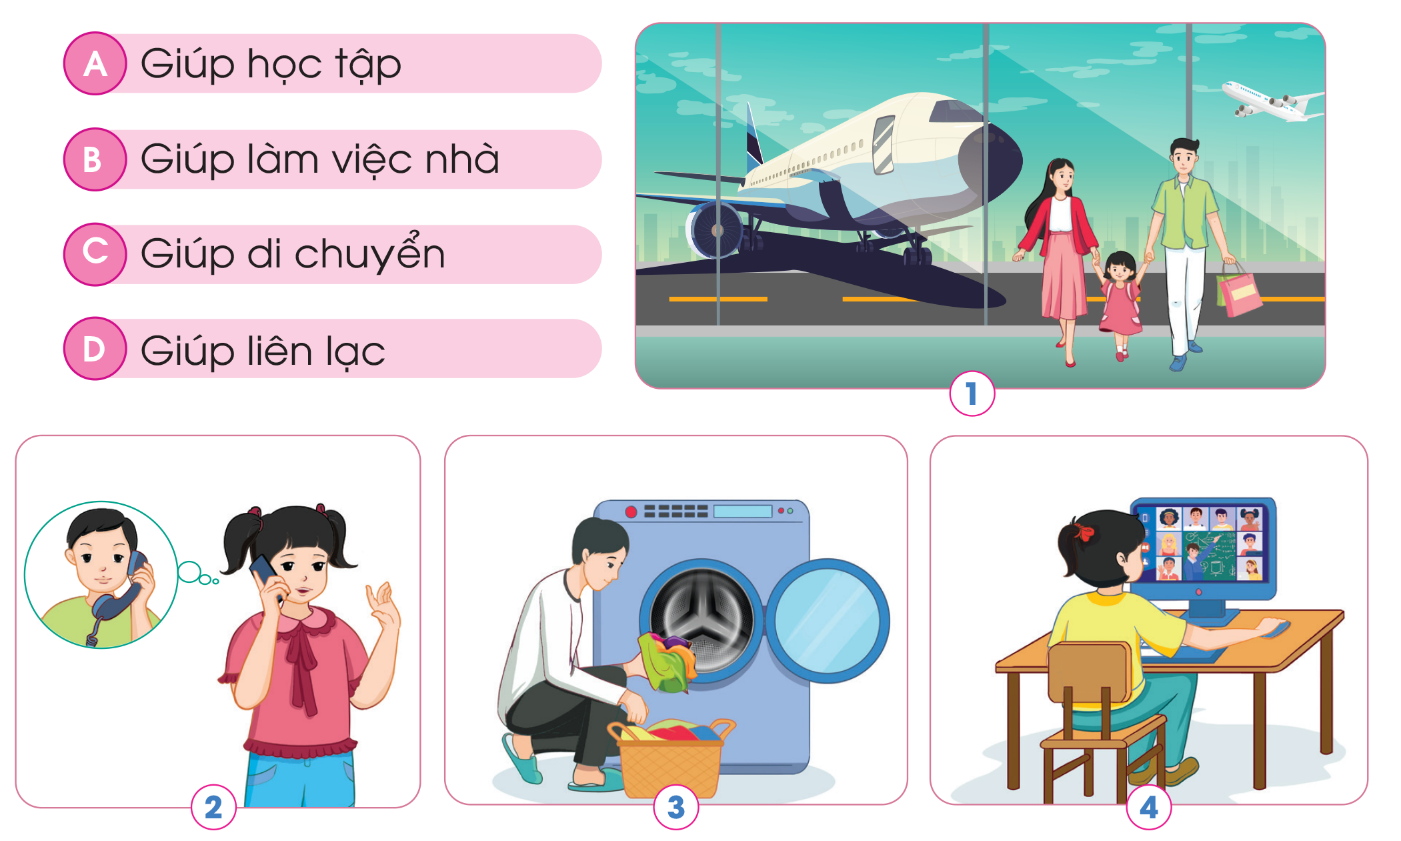 A Giúp học tập
B Giúp làm việc nhà
C Giúp di chuyển
D Giúp liên lạc
1
2
3
4